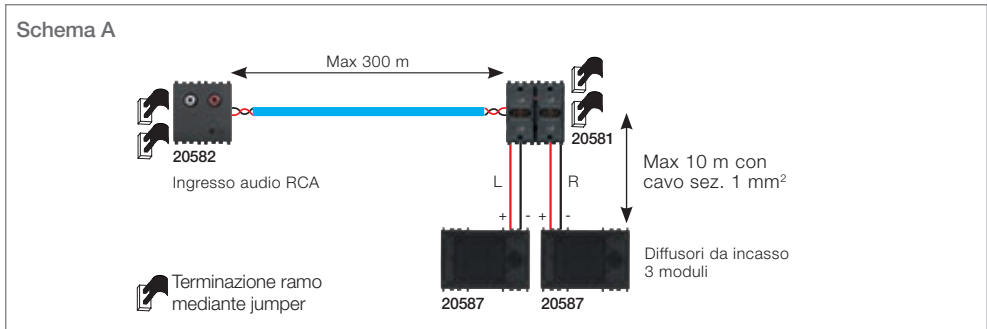 Schema A
Max 300 m
20582
Ingresso audio RCA
20581
L
R
Max 10 m con
cavo sez. 1 mm²
+ - + -
Diffusori da incasso
3 moduli
20587
20587
Terminazione ramo
mediante jumper